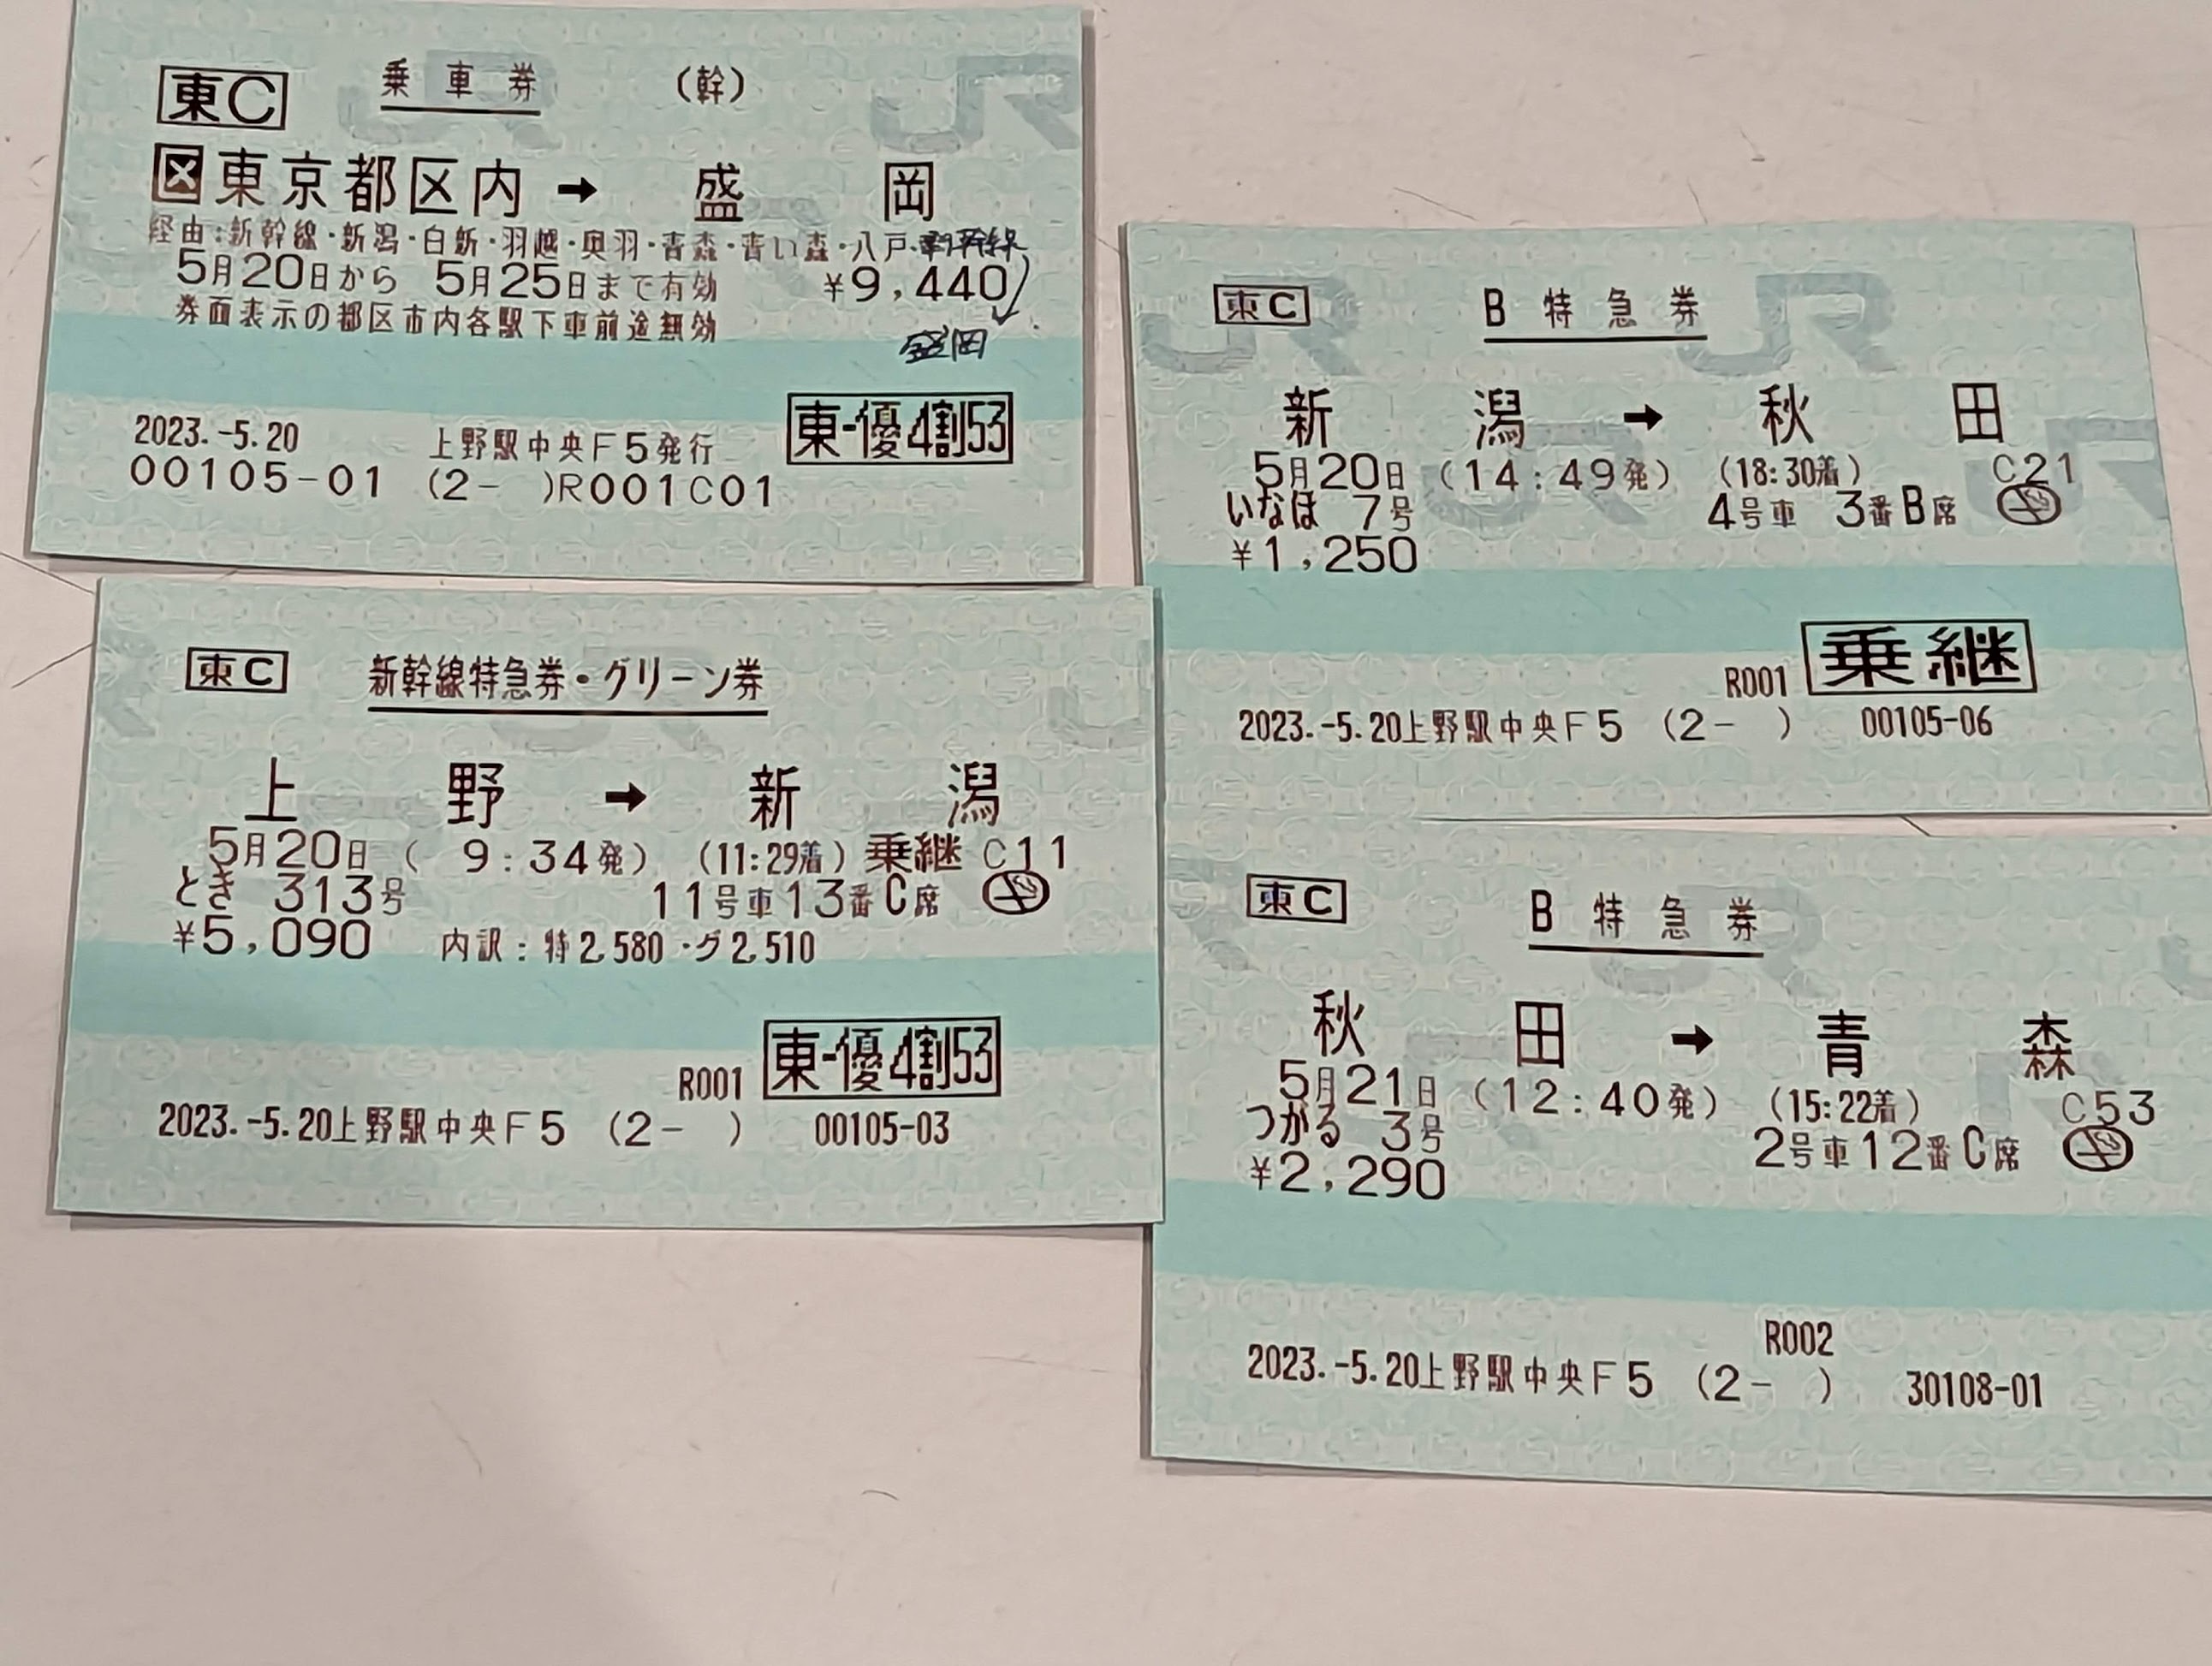 東C 乗車券 (幹)
区 東京都区内 → 盛岡
経由:新幹線・新潟・白新・羽越・奥羽・青森・青い森・八戸・新幹線
5月20日から 5月25日まで有効 ¥9,440
券面表示の都区市内各駅下車前途無効
盛岡
東-優4割53
2023.-5.20 上野駅中央F5発行
00105-01 (2- )R001C01
東C 新幹線特急券・グリーン券
上野 → 新潟
5月20日 ( 9:34発) (11:29着) 乗継 C11
とき 313号 11号車13番C席
¥5,090 内訳:特2,580・グ2,510
R001 東-優4割53
2023.-5.20上野駅中央F5 (2- ) 00105-03
東C B特急券
新潟 → 秋田
5月20日 (14:49発) (18:30着) C21
いなほ 7号 4号車 3番B席
¥1,250
R001 乗継
2023.-5.20上野駅中央F5 (2- ) 00105-06
東C B特急券
秋田 → 青森
5月21日 (12:40発) (15:22着) C53
つがる 3号 2号車12番C席
¥2,290
R002
2023.-5.20上野駅中央F5 (2- ) 30108-01
JR